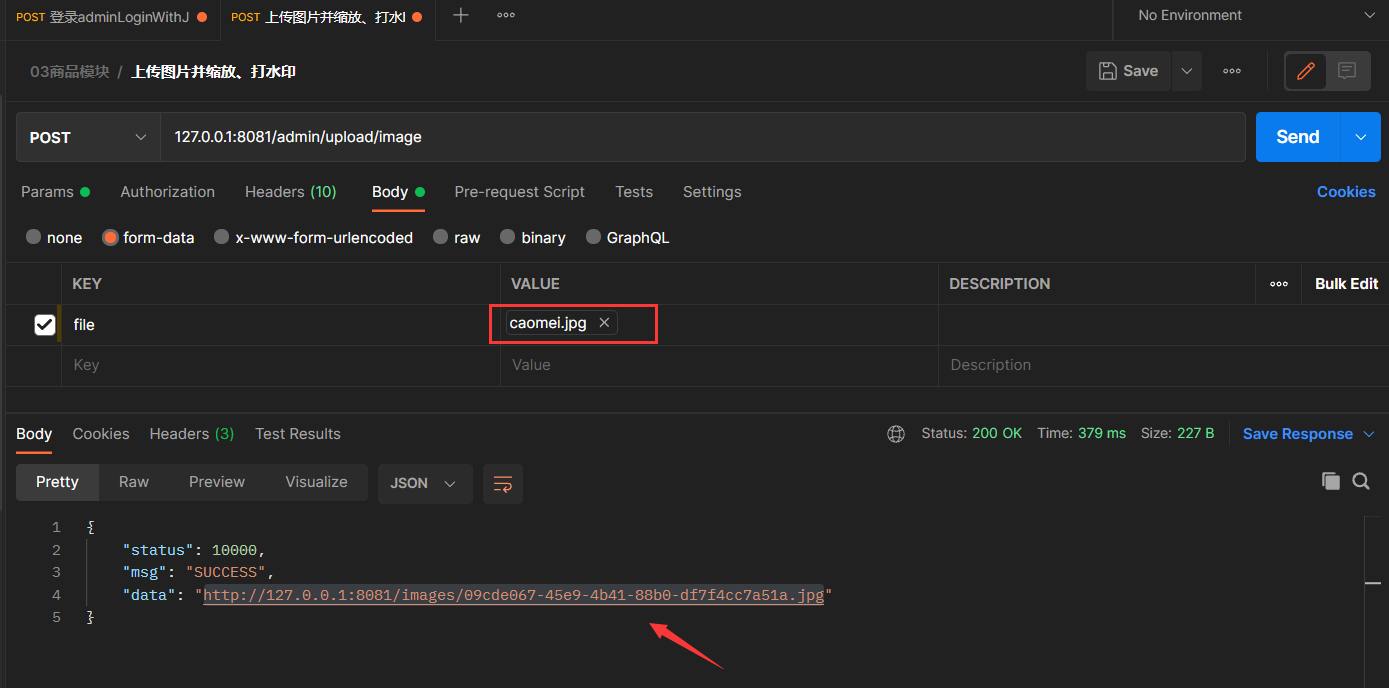 POST 登录adminLoginWithJ POST 上传图片并缩放、打水 No Environment
03商品模块 / 上传图片并缩放、打水印 Save
POST 127.0.0.1:8081/admin/upload/image Send
Params Authorization Headers (10) Body Pre-request Script Tests Settings Cookies
none form-data x-www-form-urlencoded raw binary GraphQL
KEY VALUE DESCRIPTION Bulk Edit
file caomei.jpg
Key Value Description
Body Cookies Headers (3) Test Results Status: 200 OK Time: 379 ms Size: 227 B Save Response
Pretty Raw Preview Visualize JSON
1 {
2 "status": 10000,
3 "msg": "SUCCESS",
4 "data": "http://127.0.0.1:8081/images/09cde067-45e9-4b41-88b0-df7f4cc7a51a.jpg"
5 }